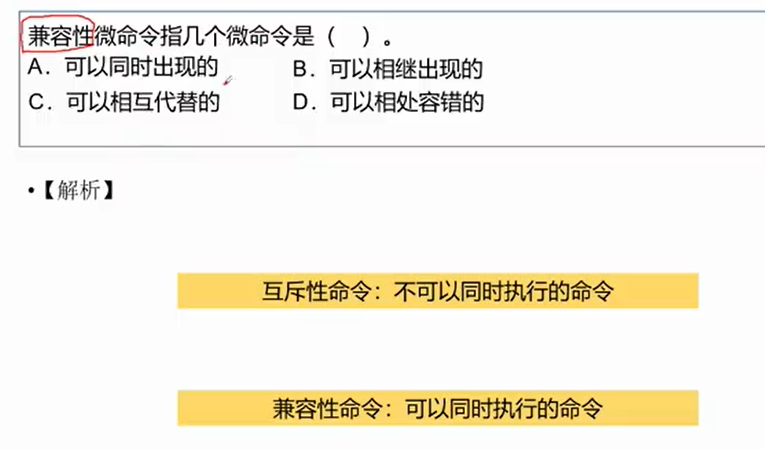 兼容性微命令指几个微命令是（ ）。
A．可以同时出现的 B．可以相继出现的
C．可以相互代替的 D．可以相处容错的
•【解析】
互斥性命令：不可以同时执行的命令
兼容性命令：可以同时执行的命令